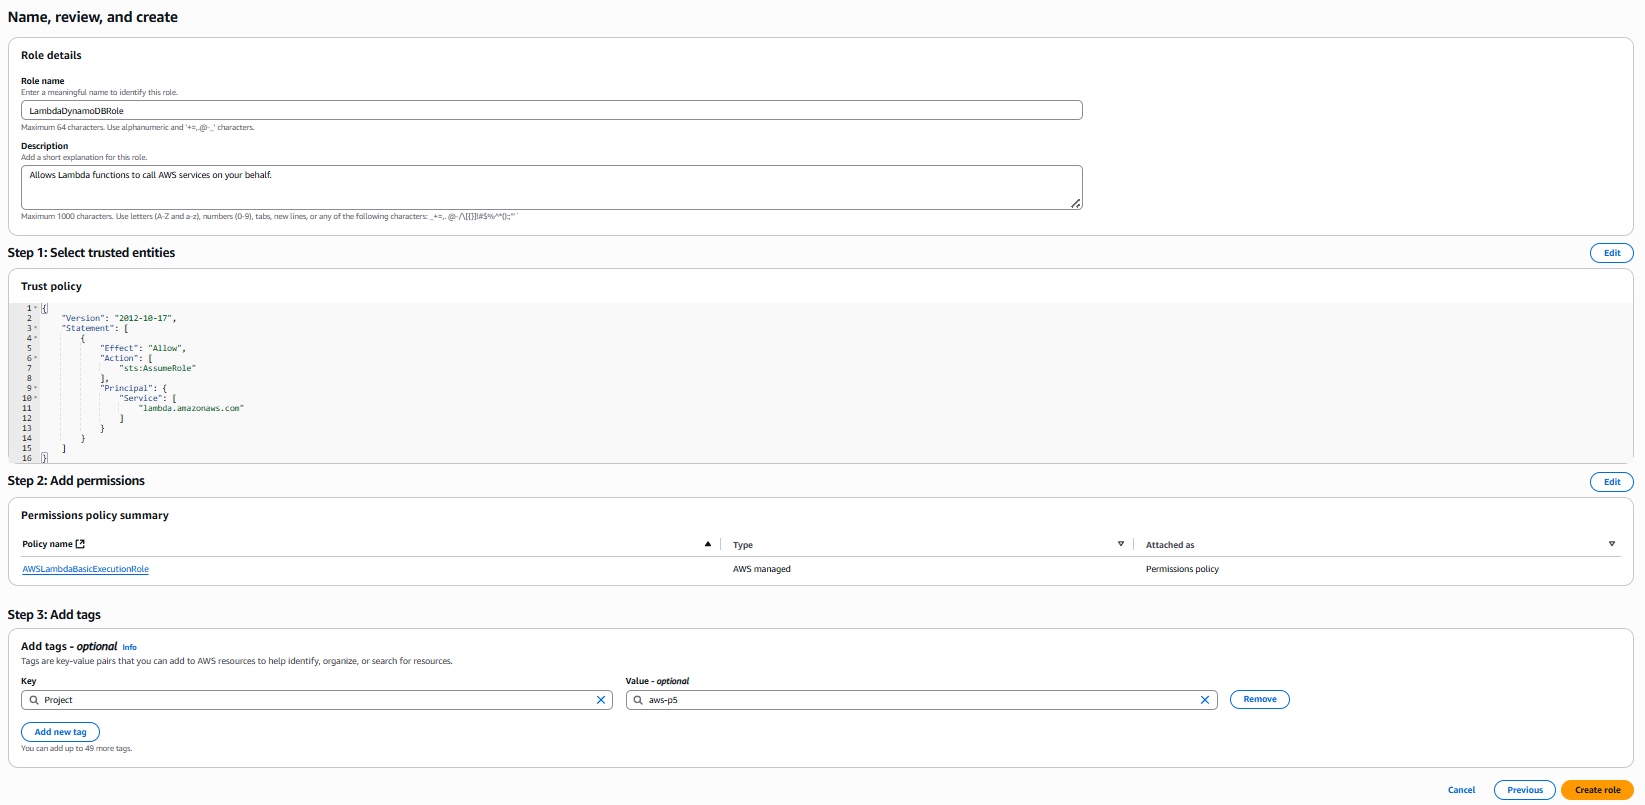 Name, review, and create
Role details
Role name
Enter a meaningful name to identify this role.
LambdaDynamoDBRole
Maximum 64 characters. Use alphanumeric and '+=,.@-_' characters.
Description
Add a short explanation for this role.
Allows Lambda functions to call AWS services on your behalf.
Maximum 1000 characters. Use letters (A-Z and a-z), numbers (0-9), tabs, new lines, or any of the following characters: _+=,. @-/\[{}]!#$%^*();:"'`
Step 1: Select trusted entities
Edit
Trust policy
1 {
2 "Version": "2012-10-17",
3 "Statement": [
4 {
5 "Effect": "Allow",
6 "Action": [
7 "sts:AssumeRole"
8 ],
9 "Principal": {
10 "Service": [
11 "lambda.amazonaws.com"
12 ]
13 }
14 }
15 ]
16 }
Step 2: Add permissions
Edit
Permissions policy summary
Policy name Type Attached as
AWSLambdaBasicExecutionRole AWS managed Permissions policy
Step 3: Add tags
Add tags - optional Info
Tags are key-value pairs that you can add to AWS resources to help identify, organize, or search for resources.
Key Value - optional
Project aws-p5 Remove
Add new tag
You can add up to 49 more tags.
Cancel Previous Create role